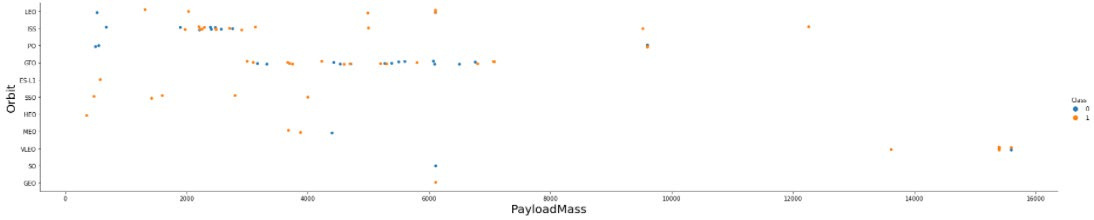 LEO
ISS
PO
GTO
ES-L1
SSO
HEO
MEO
VLEO
SO
GEO
Orbit
0 2000 4000 6000 8000 10000 12000 14000 16000
PayloadMass
Class
0
1